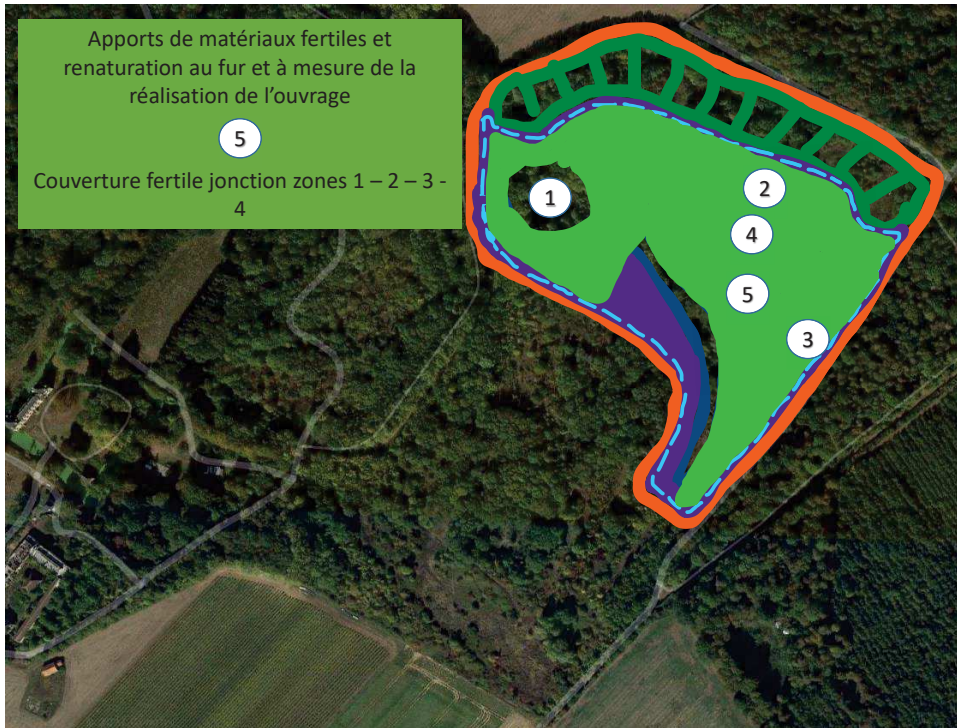 Apports de matériaux fertiles et
renaturation au fur et à mesure de la
réalisation de l’ouvrage
5
Couverture fertile jonction zones 1 – 2 – 3 -
4
1
2
4
5
3